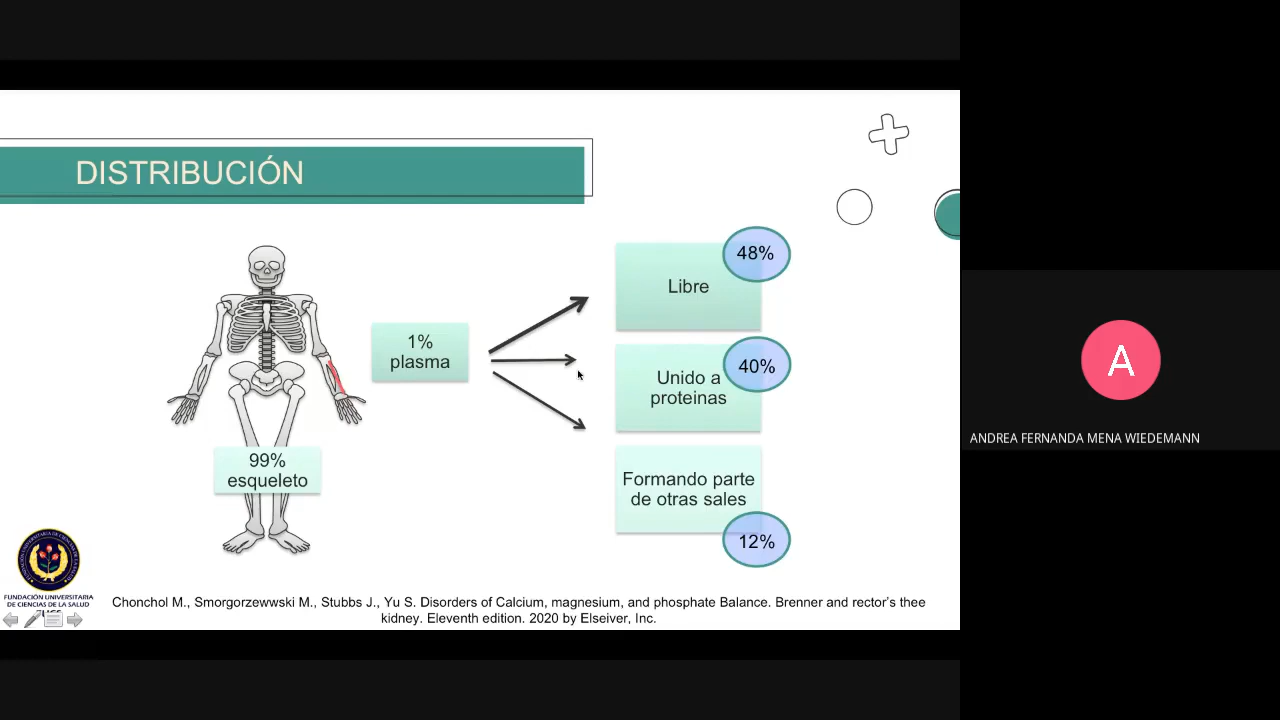 DISTRIBUCIÓN
48%
Libre
1%
plasma
40%
Unido a
proteinas
99%
esqueleto
Formando parte
de otras sales
12%
FUNDACIÓN UNIVERSITARIA
DE CIENCIAS DE LA SALUD
Chonchol M., Smorgorzewwski M., Stubbs J., Yu S. Disorders of Calcium, magnesium, and phosphate Balance. Brenner and rector's thee
kidney. Eleventh edition. 2020 by Elseiver, Inc.
A
ANDREA FERNANDA MENA WIEDEMANN